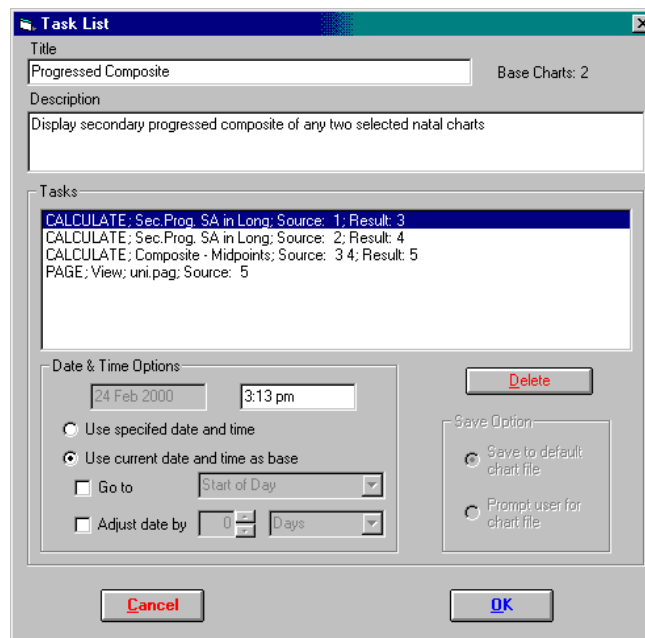 Task List
Title
Progressed Composite
Base Charts: 2
Description
Display secondary progressed composite of any two selected natal charts
Tasks
CALCULATE; Sec.Prog. SA in Long; Source:  1; Result: 3
CALCULATE; Sec.Prog. SA in Long; Source:  2; Result: 4
CALCULATE; Composite - Midpoints; Source:  3 4; Result: 5
PAGE; View; uni.pag; Source:  5
Date & Time Options
24 Feb 2000
3:13 pm
Use specifed date and time
Use current date and time as base
Go to
Start of Day
Adjust date by
0
Days
Delete
Save Option
Save to default
chart file
Prompt user for
chart file
Cancel
OK